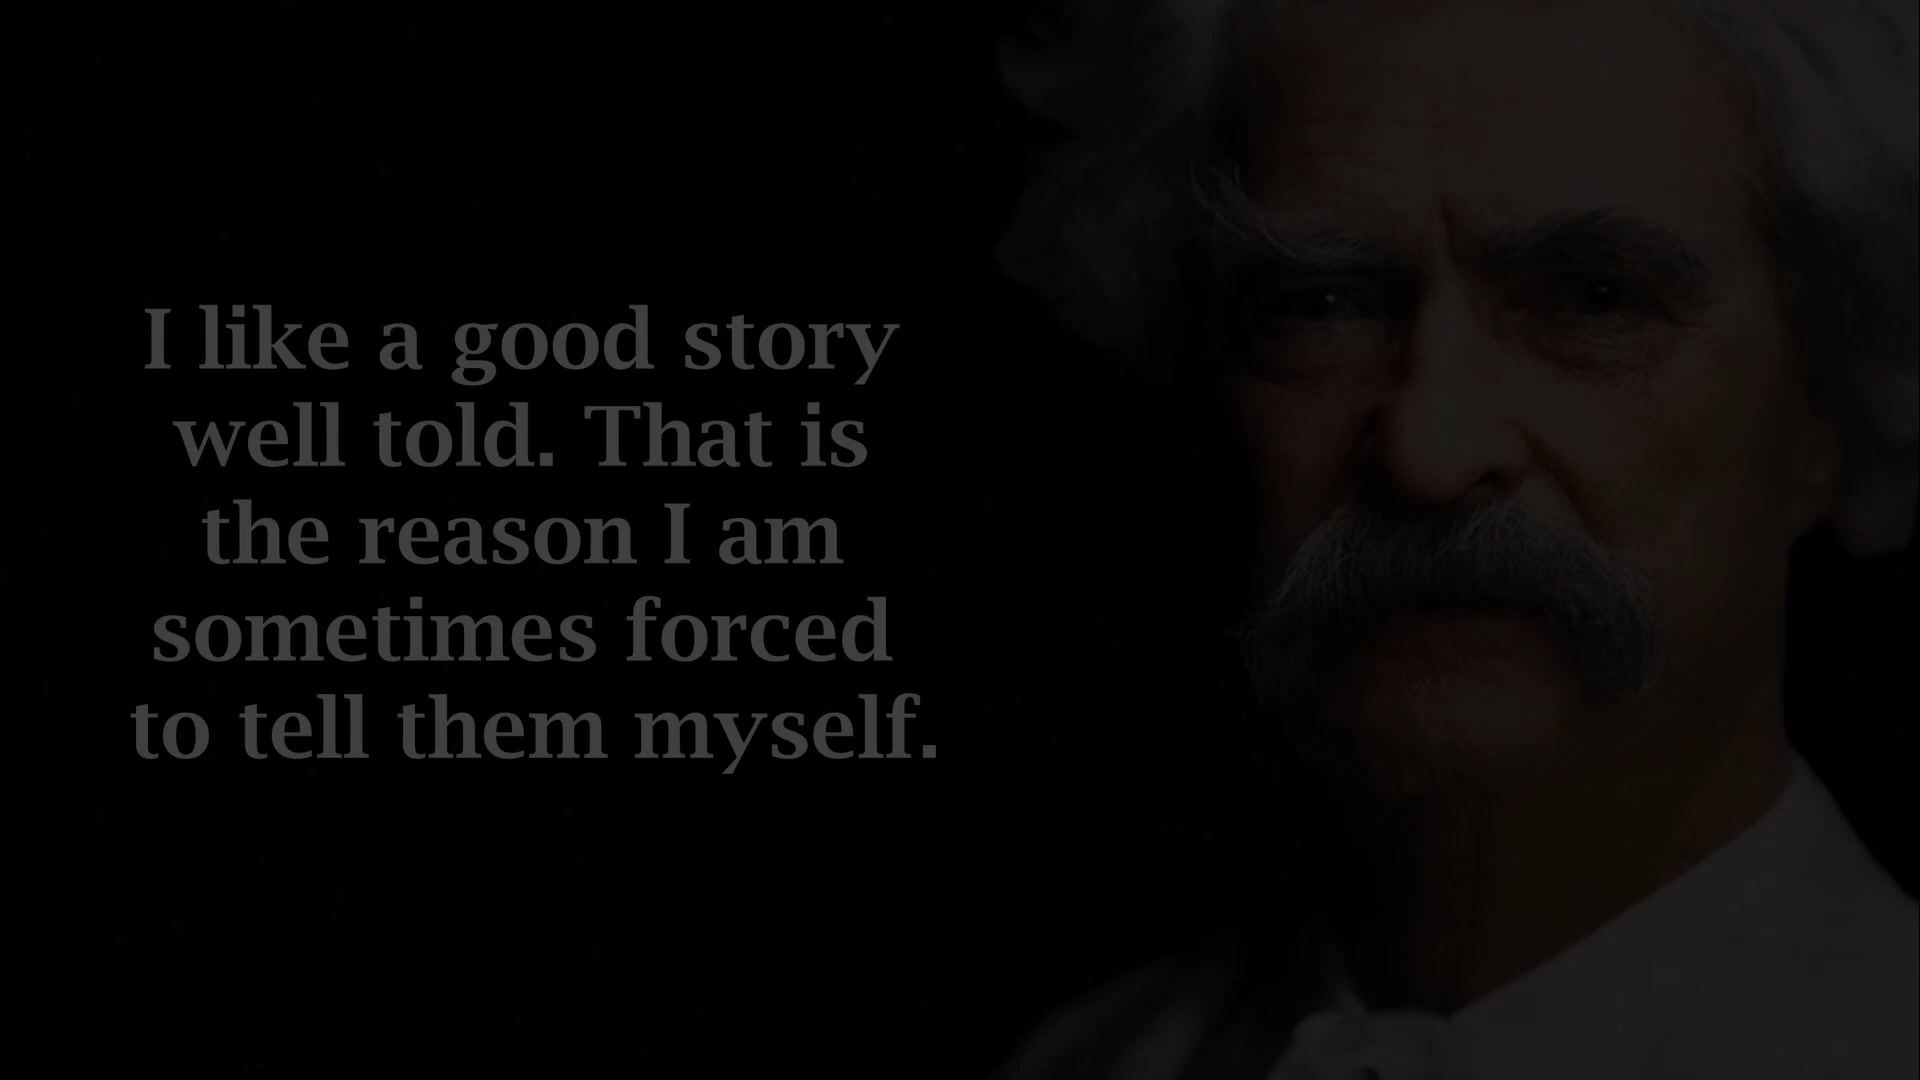 I like a good story
well told. That is
the reason I am
sometimes forced
to tell them myself.